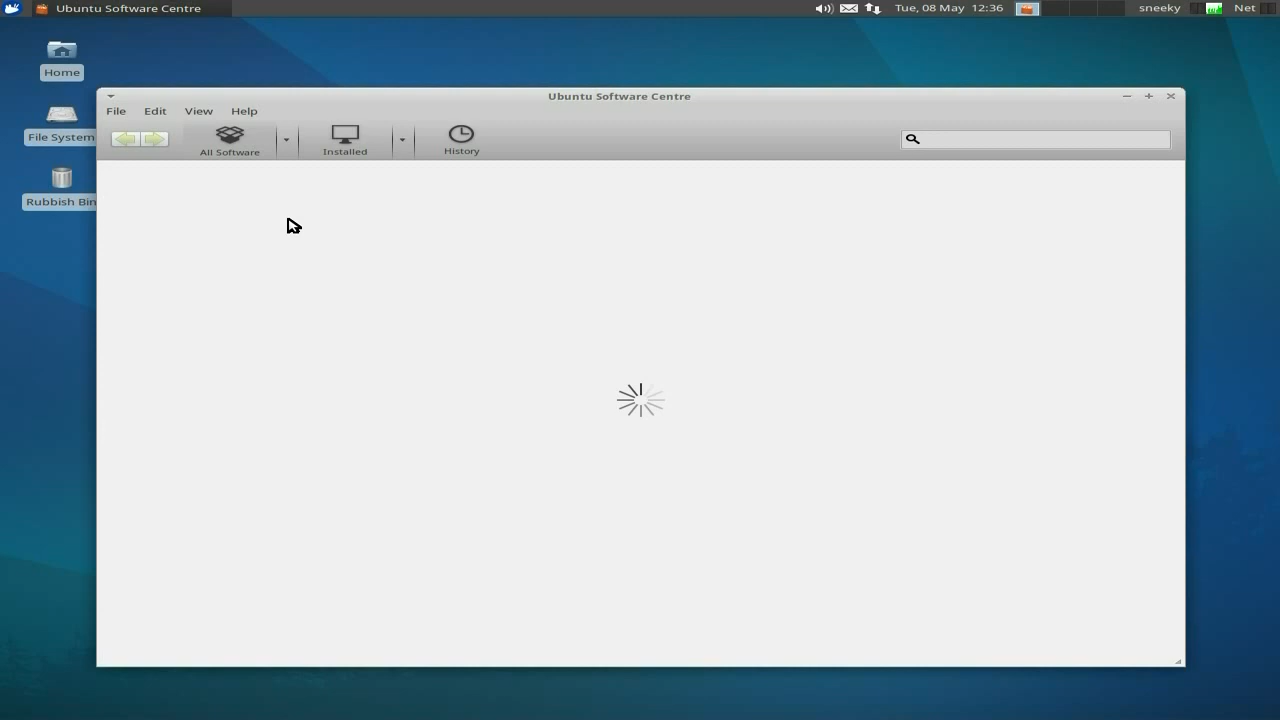 Ubuntu Software Centre
Tue, 08 May 12:36
sneeky
Net
Home
File System
Rubbish Bin
Ubuntu Software Centre
File Edit View Help
All Software
Installed
History